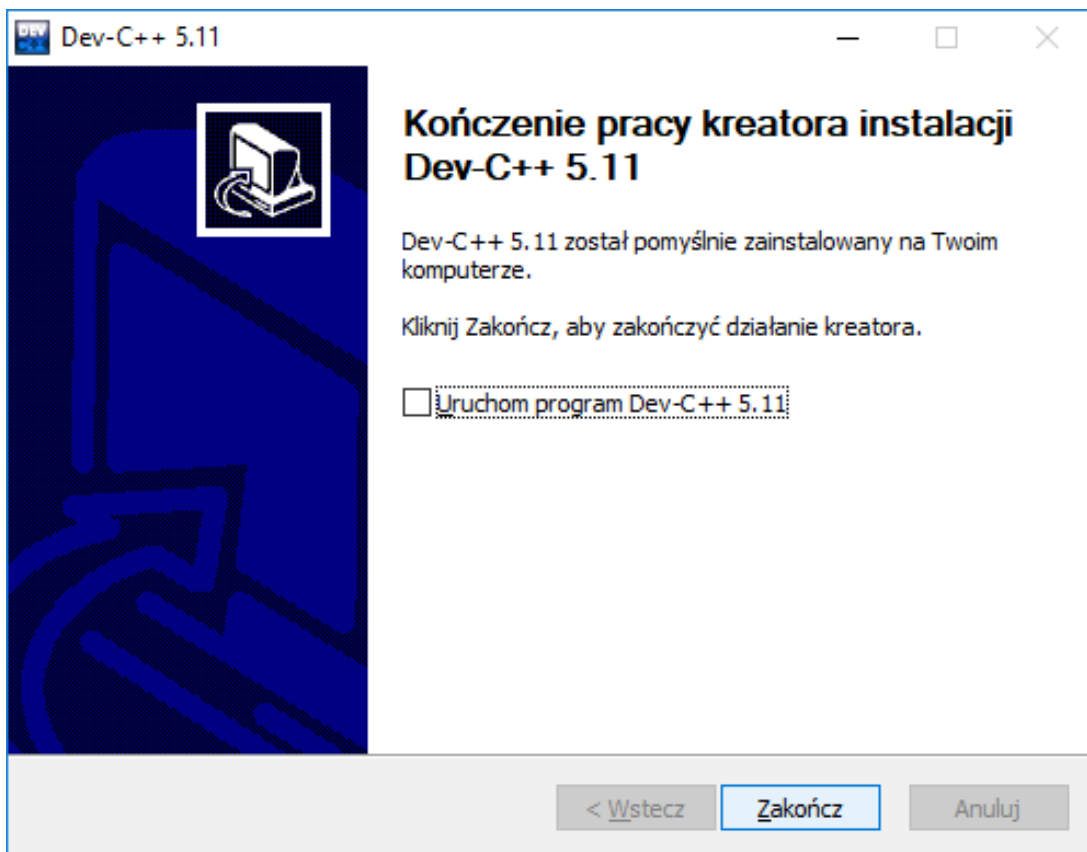 Dev-C++ 5.11
Kończenie pracy kreatora instalacji
Dev-C++ 5.11
Dev-C++ 5.11 został pomyślnie zainstalowany na Twoim
komputerze.
Kliknij Zakończ, aby zakończyć działanie kreatora.
Uruchom program Dev-C++ 5.11
< Wstecz Zakończ Anuluj